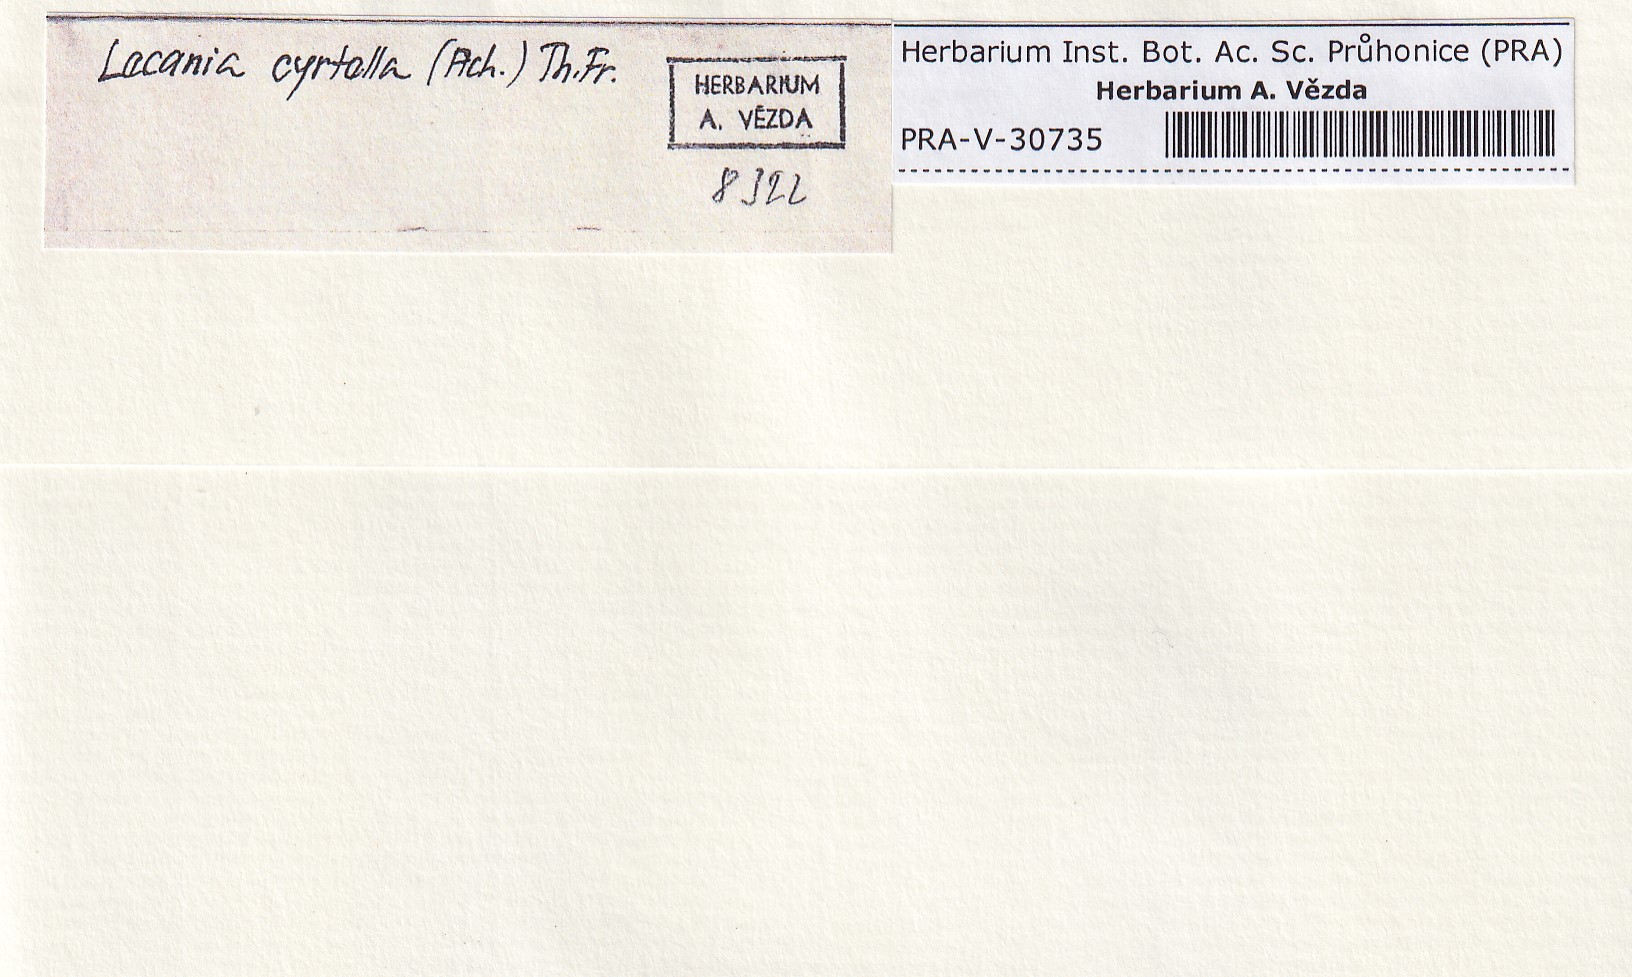 Lecania cyrtella (Ach.) Th.Fr.
HERBARIUM
A. VĚZDA
8322
Herbarium Inst. Bot. Ac. Sc. Průhonice (PRA)
Herbarium A. Vězda
PRA-V-30735